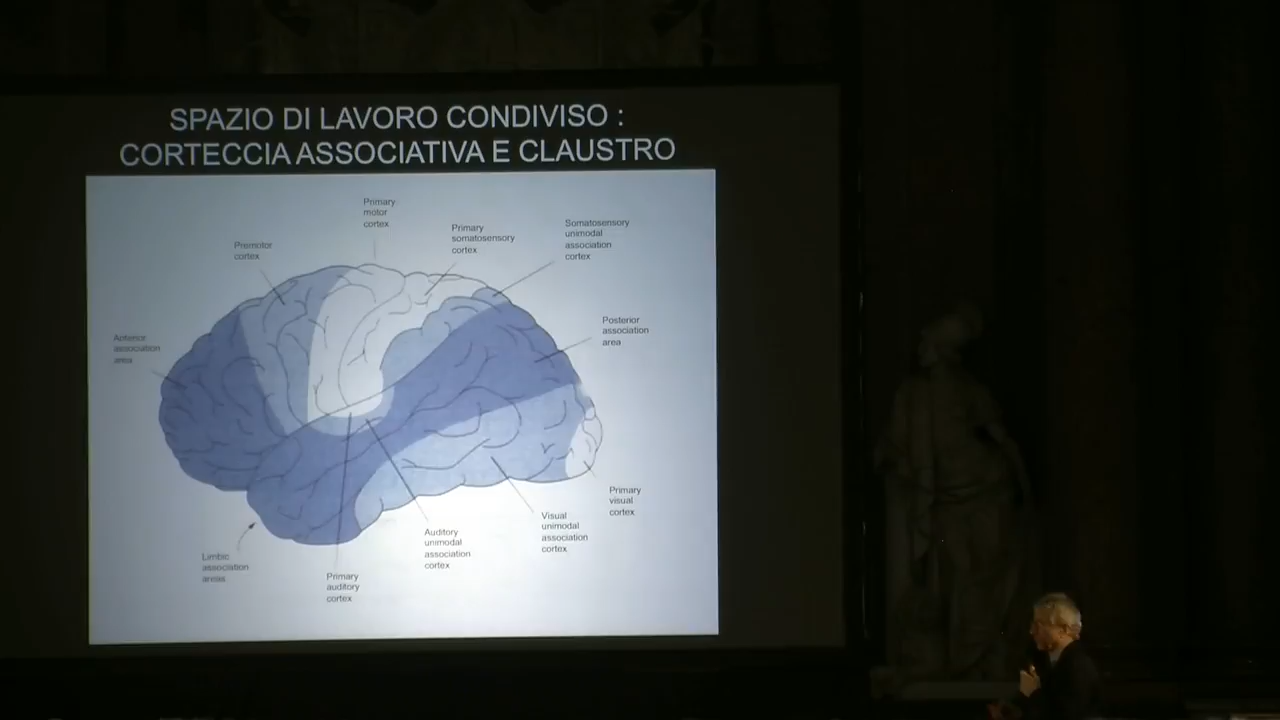 SPAZIO DI LAVORO CONDIVISO :
CORTECCIA ASSOCIATIVA E CLAUSTRO
Primary
motor
cortex
Primary
somatosensory
cortex
Somatosensory
unimodal
association
cortex
Premotor
cortex
Posterior
association
area
Anterior
association
area
Primary
visual
cortex
Visual
unimodal
association
cortex
Auditory
unimodal
association
cortex
Limbic
association
areas
Primary
auditory
cortex